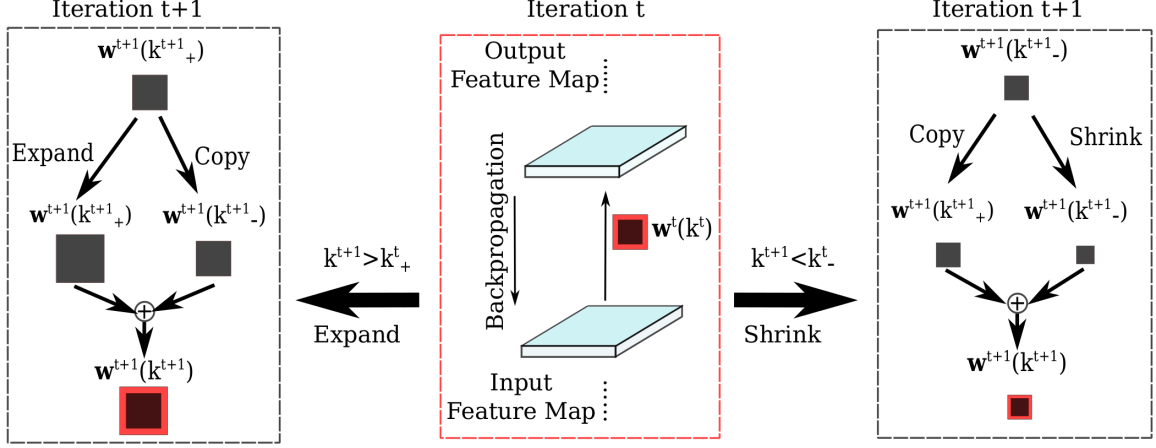 Iteration t+1
w^{t+1}(k^{t+1}_+)
Expand
Copy
w^{t+1}(k^{t+1}_+)
w^{t+1}(k^{t+1}_-)
w^{t+1}(k^{t+1})
k^{t+1}>k^t_+
Expand
Iteration t
Output
Feature Map
Backpropagation
w^t(k^t)
Input
Feature Map
k^{t+1}<k^t_-
Shrink
Iteration t+1
w^{t+1}(k^{t+1}_-)
Copy
Shrink
w^{t+1}(k^{t+1}_+)
w^{t+1}(k^{t+1}_-)
w^{t+1}(k^{t+1})